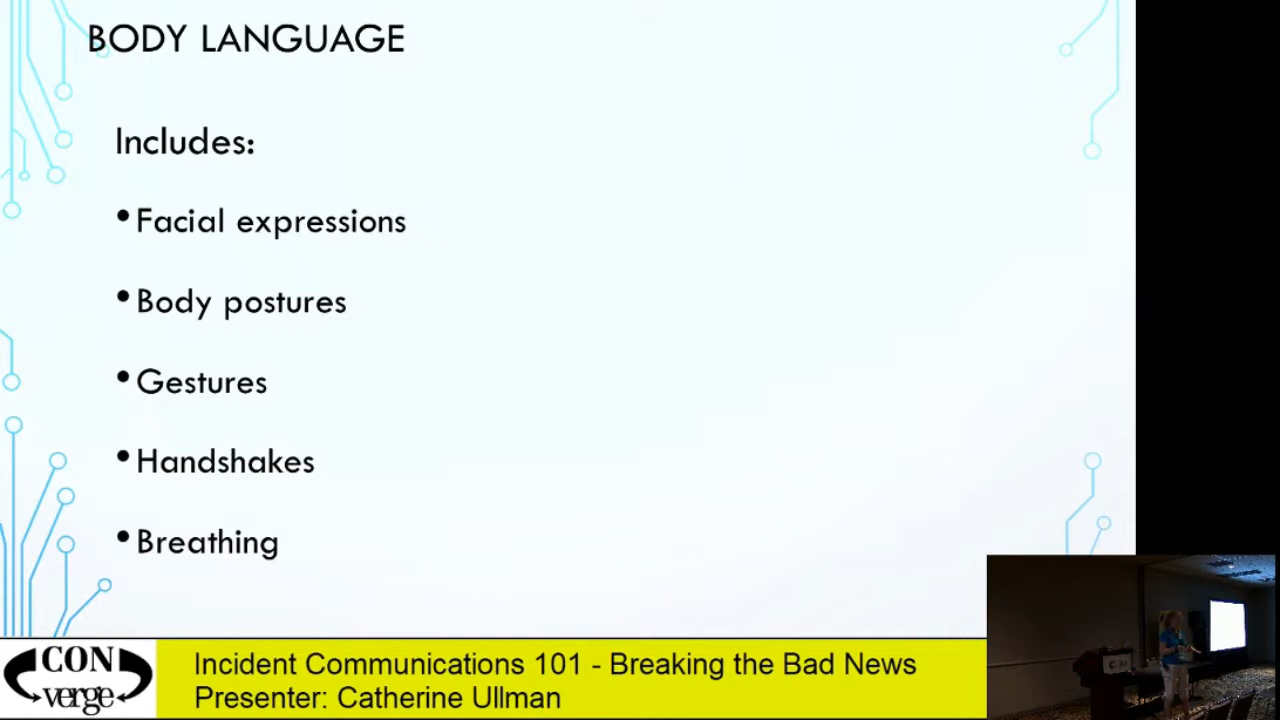 BODY LANGUAGE
Includes:
•Facial expressions
•Body postures
•Gestures
•Handshakes
•Breathing
CON
verge
Incident Communications 101 - Breaking the Bad News
Presenter: Catherine Ullman